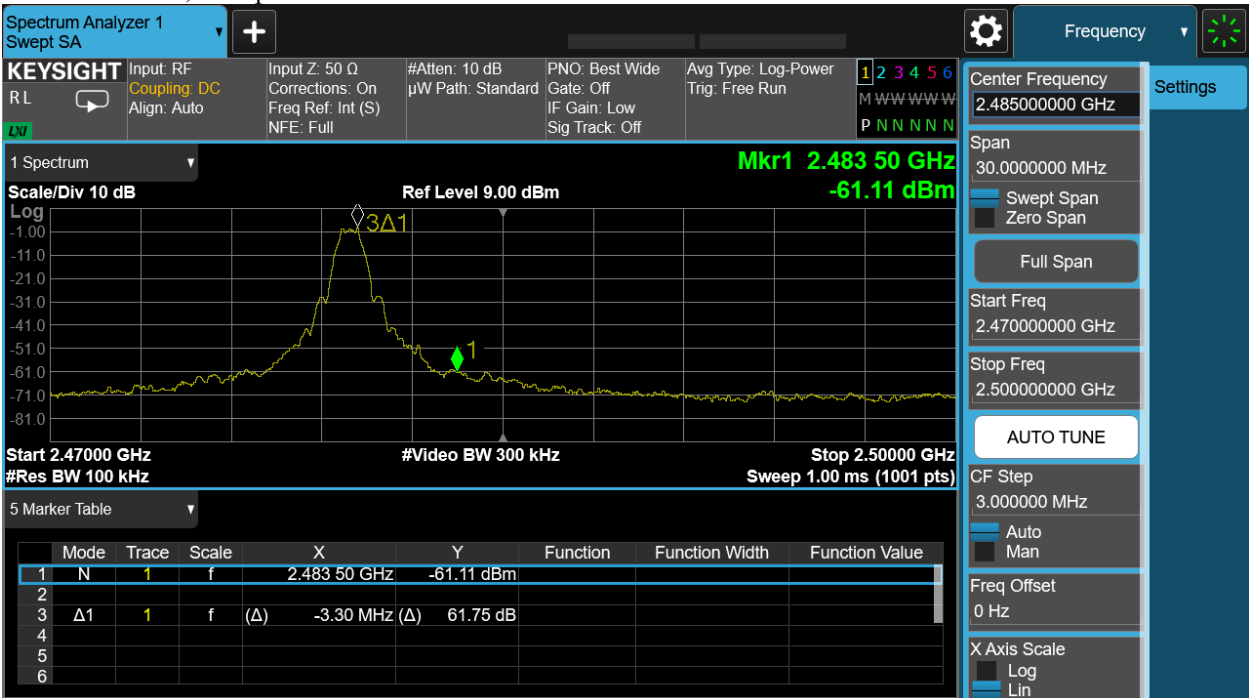 Spectrum Analyzer 1
Swept SA
+
Frequency
KEYSIGHT
R L
LXI
Input: RF
Coupling: DC
Align: Auto
Input Z: 50 Ω
Corrections: On
Freq Ref: Int (S)
NFE: Full
#Atten: 10 dB
µW Path: Standard
PNO: Best Wide
Gate: Off
IF Gain: Low
Sig Track: Off
Avg Type: Log-Power
Trig: Free Run
1 2 3 4 5 6
M W W W W W
P N N N N N
1 Spectrum
Mkr1 2.483 50 GHz
-61.11 dBm
Scale/Div 10 dB
Ref Level 9.00 dBm
Log
3Δ1
-1.00
-11.0
-21.0
-31.0
-41.0
-51.0
1
-61.0
-71.0
-81.0
Start 2.47000 GHz
#Video BW 300 kHz
Stop 2.50000 GHz
#Res BW 100 kHz
Sweep 1.00 ms (1001 pts)
5 Marker Table
Mode Trace Scale X Y Function Function Width Function Value
1 N 1 f 2.483 50 GHz -61.11 dBm
2
3 Δ1 1 f (Δ) -3.30 MHz (Δ) 61.75 dB
4
5
6
Center Frequency
2.485000000 GHz
Settings
Span
30.0000000 MHz
Swept Span
Zero Span
Full Span
Start Freq
2.470000000 GHz
Stop Freq
2.500000000 GHz
AUTO TUNE
CF Step
3.000000 MHz
Auto
Man
Freq Offset
0 Hz
X Axis Scale
Log
Lin